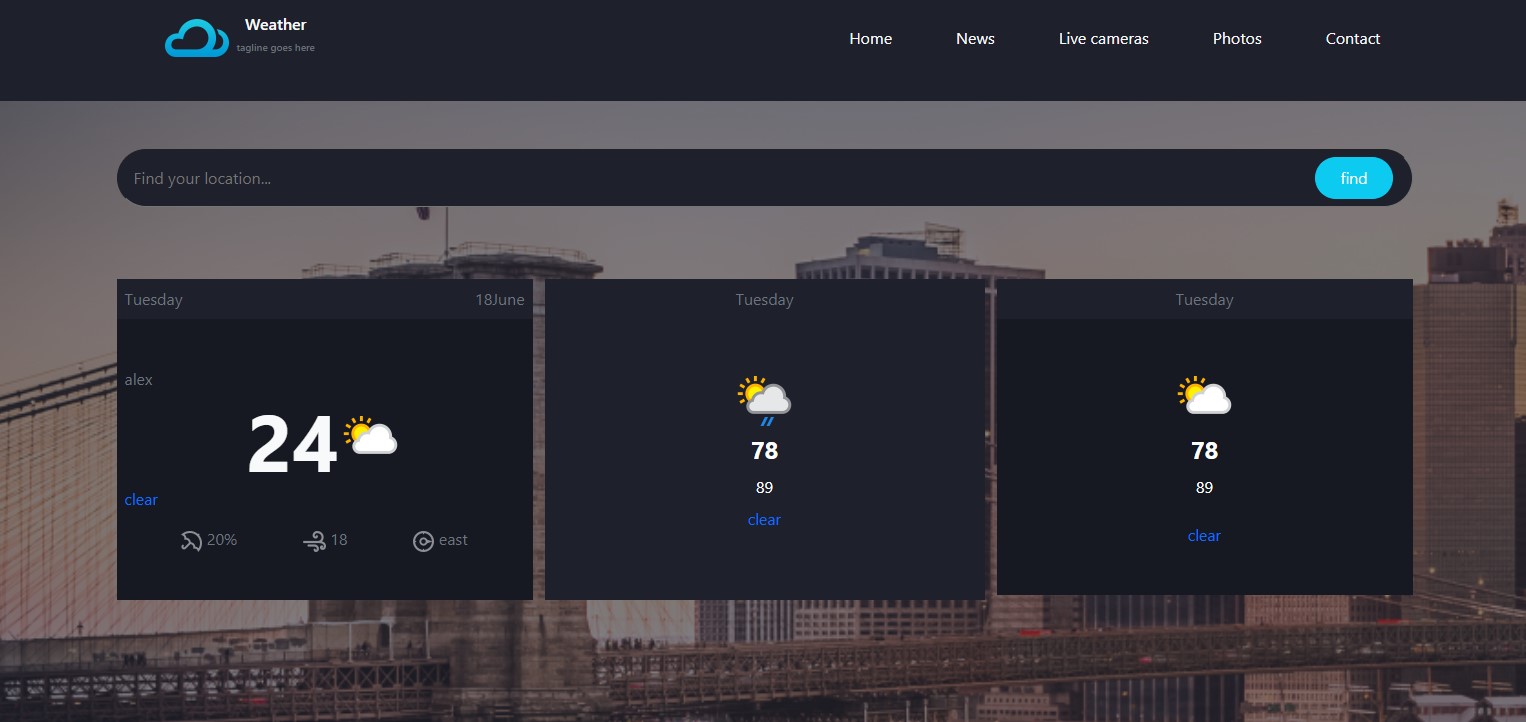 Weather
tagline goes here
Home News Live cameras Photos Contact
Find your location...
find
Tuesday 18June
alex
24
clear
20% 18 east
Tuesday
78
89
clear
Tuesday
78
89
clear